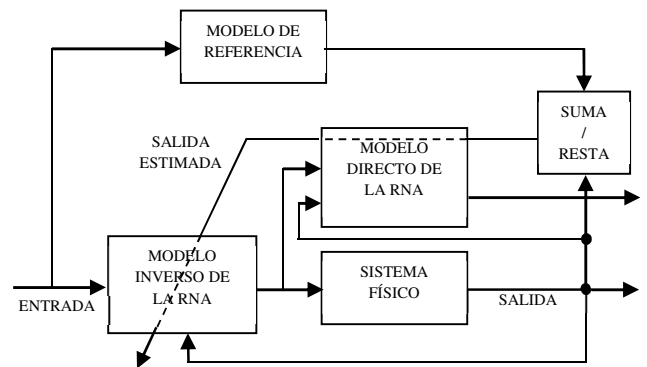 MODELO DE
REFERENCIA
SUMA
/
RESTA
SALIDA
ESTIMADA
MODELO
DIRECTO DE
LA RNA
MODELO
INVERSO DE
LA RNA
SISTEMA
FÍSICO
ENTRADA
SALIDA